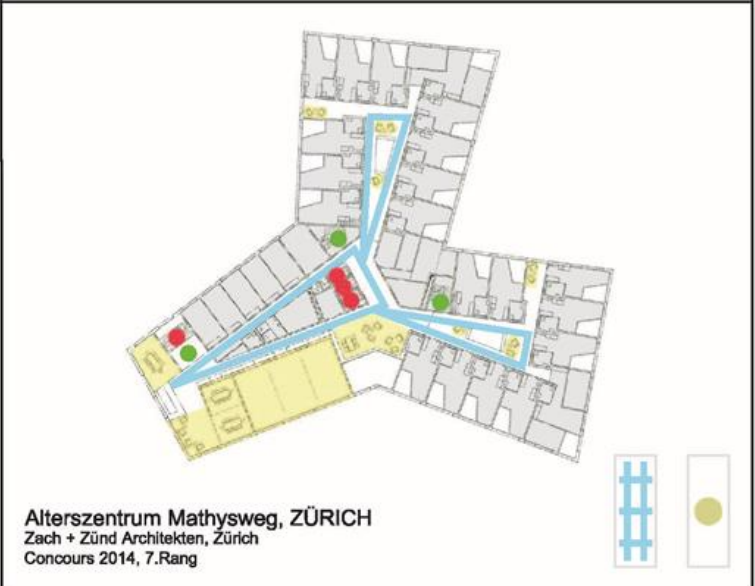 Alterszentrum Mathysweg, ZÜRICH
Zach + Zünd Architekten, Zürich
Concours 2014, 7.Rang